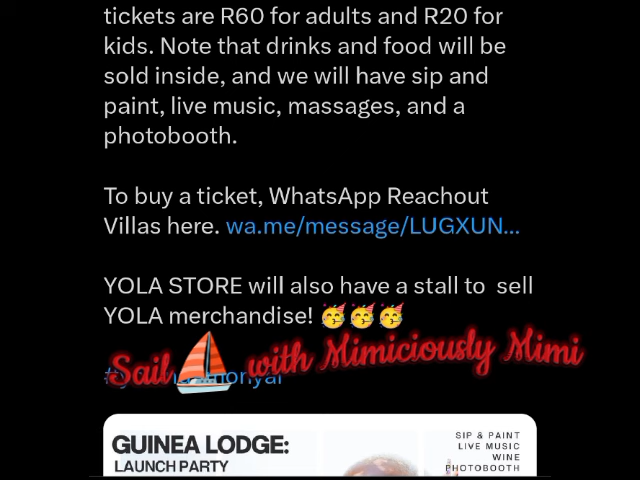 tickets are R60 for adults and R20 for
kids. Note that drinks and food will be
sold inside, and we will have sip and
paint, live music, massages, and a
photobooth.
To buy a ticket, WhatsApp Reachout
Villas here. wa.me/message/LUGXUN...
YOLA STORE will also have a stall to sell
YOLA merchandise! 🥳🥳🥳
Sail ⛵ with Mimiciously Mimi
GUINEA LODGE:
LAUNCH PARTY
SIP & PAINT
LIVE MUSIC
WINE
PHOTOBOOTH